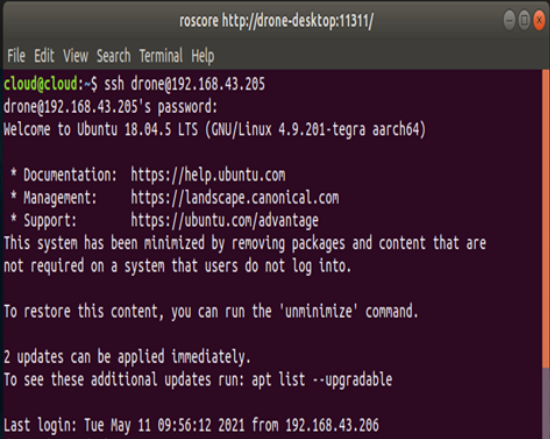 roscore http://drone-desktop:11311/
File Edit View Search Terminal Help
cloud@cloud:~$ ssh drone@192.168.43.205
drone@192.168.43.205's password:
Welcome to Ubuntu 18.04.5 LTS (GNU/Linux 4.9.201-tegra aarch64)
* Documentation: https://help.ubuntu.com
* Management: https://landscape.canonical.com
* Support: https://ubuntu.com/advantage
This system has been minimized by removing packages and content that are
not required on a system that users do not log into.
To restore this content, you can run the 'unminimize' command.
2 updates can be applied immediately.
To see these additional updates run: apt list --upgradable
Last login: Tue May 11 09:56:12 2021 from 192.168.43.206